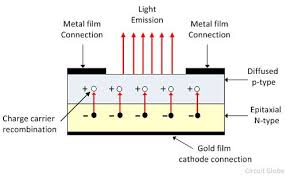 Light
Emission
Metal film
Connection
Metal film
Connection
Diffused
p-type
Charge carrier
recombination
Epitaxial
N-type
Gold film
cathode connection
Circuit Globe